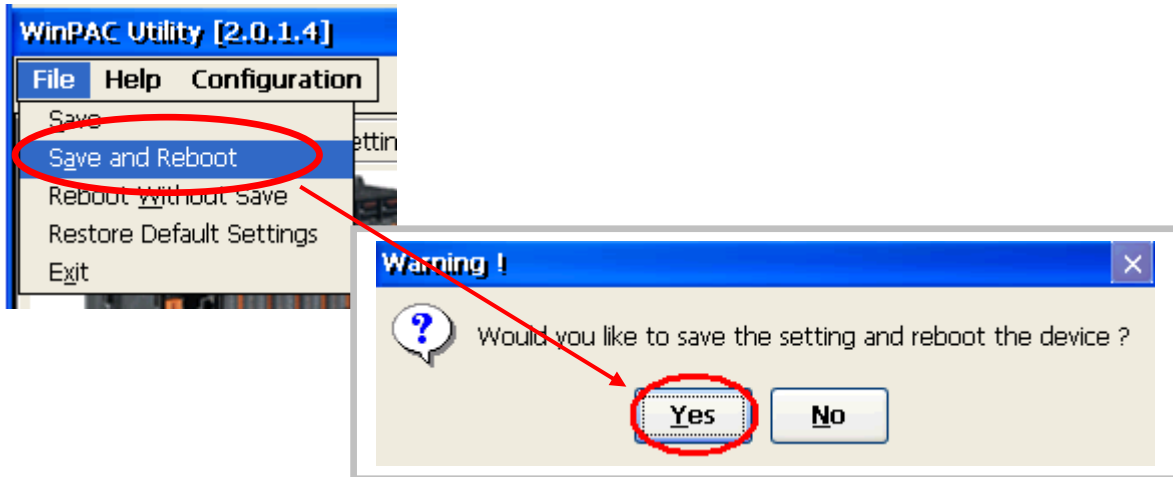 WinPAC Utility [2.0.1.4]
File Help Configuration
Save
ettin
Save and Reboot
Reboot Without Save
Restore Default Settings
Exit
Warning !
Would you like to save the setting and reboot the device ?
Yes No